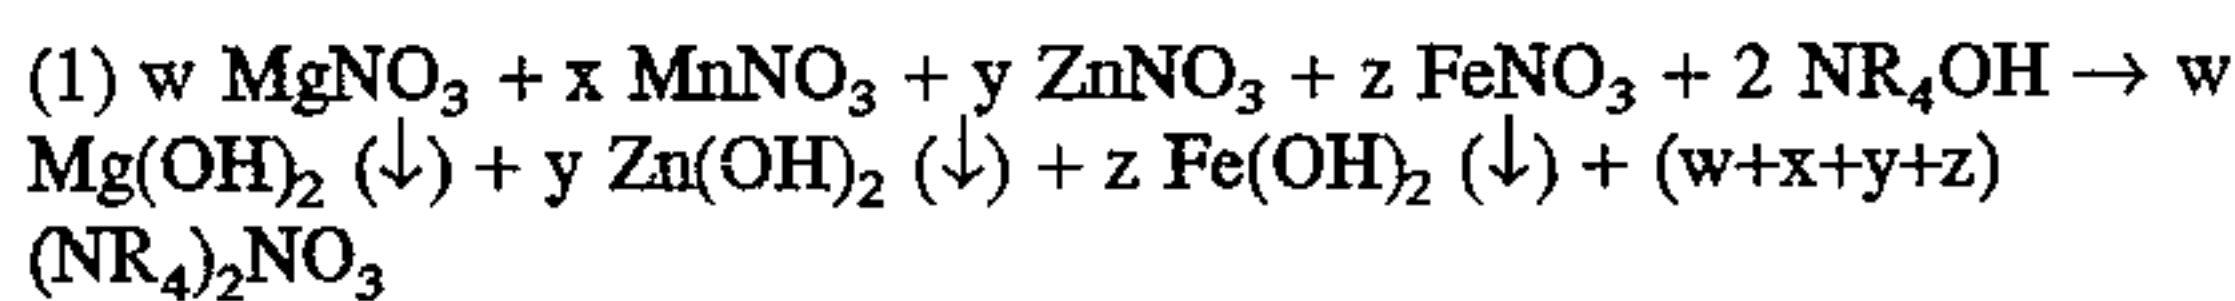 (1) w MgNO₃ + x MnNO₃ + y ZnNO₃ + z FeNO₃ + 2 NR₄OH → w
Mg(OH)₂ (↓) + y Zn(OH)₂ (↓) + z Fe(OH)₂ (↓) + (w+x+y+z)
(NR₄)₂NO₃